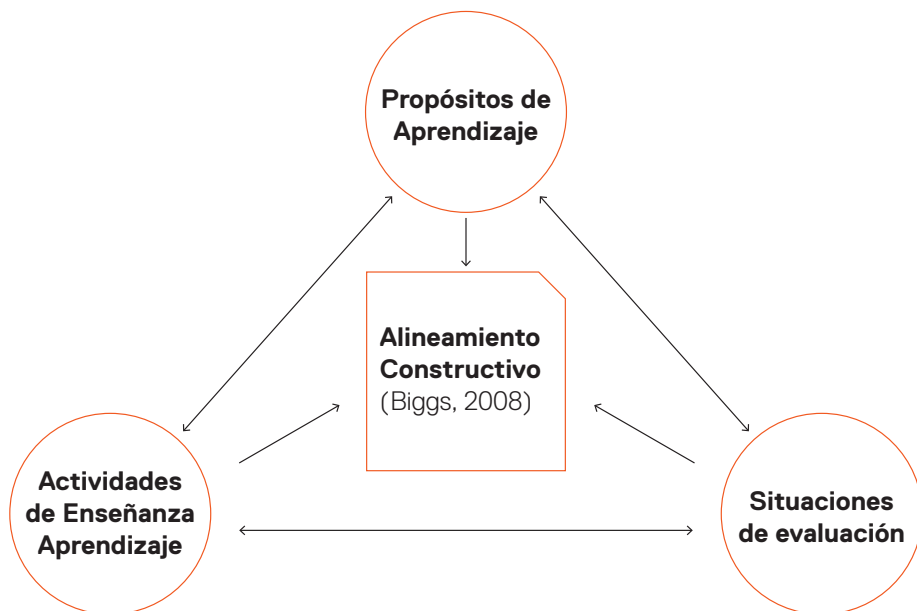 Propósitos de
Aprendizaje
Alineamiento
Constructivo
(Biggs, 2008)
Actividades
de Enseñanza
Aprendizaje
Situaciones
de evaluación